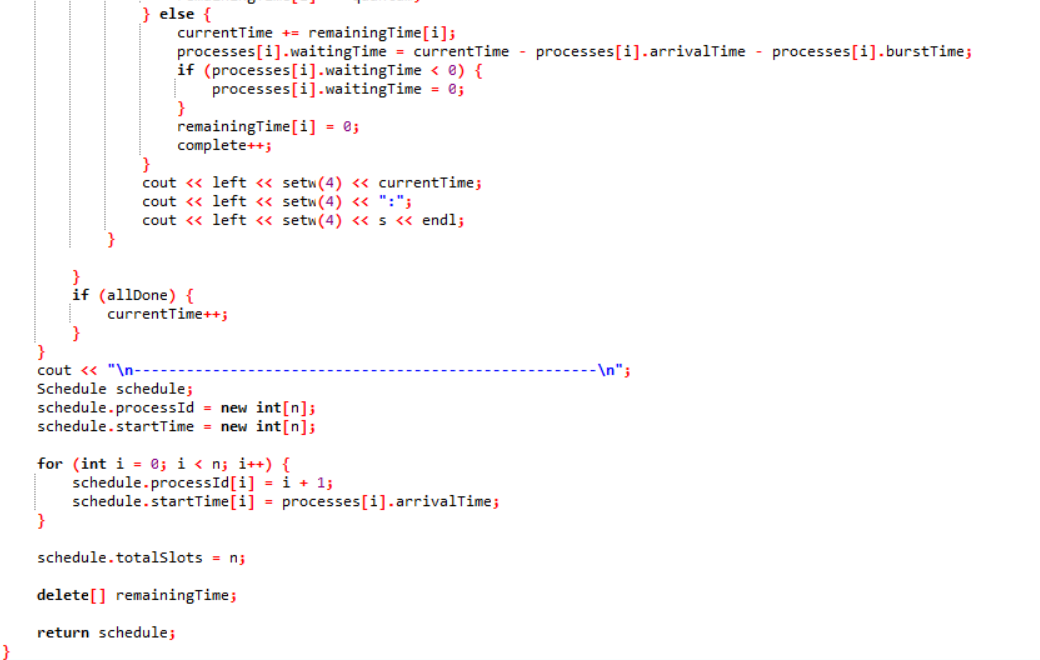 } else {
currentTime += remainingTime[i];
processes[i].waitingTime = currentTime - processes[i].arrivalTime - processes[i].burstTime;
if (processes[i].waitingTime < 0) {
processes[i].waitingTime = 0;
}
remainingTime[i] = 0;
complete++;
}
cout << left << setw(4) << currentTime;
cout << left << setw(4) << ":";
cout << left << setw(4) << s << endl;
}
}
if (allDone) {
currentTime++;
}
}
cout << "\n-----------------------------------------------------\n";
Schedule schedule;
schedule.processId = new int[n];
schedule.startTime = new int[n];
for (int i = 0; i < n; i++) {
schedule.processId[i] = i + 1;
schedule.startTime[i] = processes[i].arrivalTime;
}
schedule.totalSlots = n;
delete[] remainingTime;
return schedule;
}